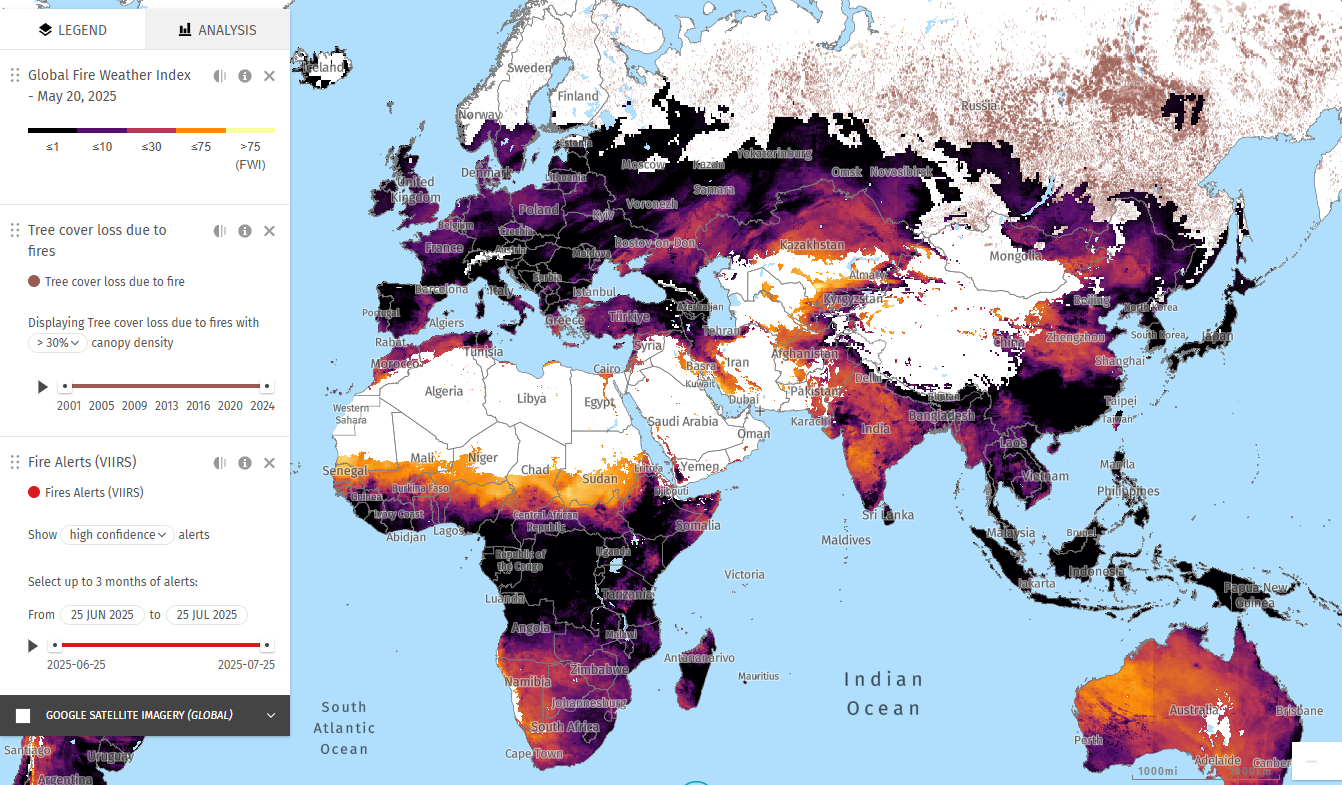 LEGEND
ANALYSIS
Global Fire Weather Index
- May 20, 2025
≤1 ≤10 ≤30 ≤75 >75
(FWI)
Tree cover loss due to
fires
Tree cover loss due to fire
Displaying Tree cover loss due to fires with
> 30% canopy density
2001 2005 2009 2013 2016 2020 2024
Fire Alerts (VIIRS)
Fires Alerts (VIIRS)
Show high confidence alerts
Select up to 3 months of alerts:
From 25 JUN 2025 to 25 JUL 2025
2025-06-25 2025-07-25
GOOGLE SATELLITE IMAGERY (GLOBAL)
Iceland
Sweden
Finland
Norway
Russia
Estonia
Moscow
Kazan
Yekaterinburg
Denmark
Lithuania
Omsk
Novosibirsk
United
Kingdom
Samara
Poland
Voronezh
Belgium
Kyiv
Czechia
France
Austria
Moldova
Rostov-on-Don
Kazakhstan
Mongolia
Serbia
Almaty
Barcelona
Italy
Istanbul
Kyrgyzstan
Beijing
North Korea
Portugal
Algiers
Greece
Türkiye
Azerbaijan
Tehran
Rabat
Tunisia
Syria
Afghanistan
China
Zhengzhou
South Korea
Japan
Morocco
Cairo
Basra
Iran
Shanghai
Kuwait
Delhi
Algeria
Libya
Egypt
Dubai
Pakistan
Bhutan
Taipei
Western
Sahara
Saudi Arabia
Karachi
Bangladesh
Taiwan
Oman
India
Laos
Mali
Niger
Chad
Sudan
Eritrea
Yemen
Manila
Senegal
Vietnam
Burkina Faso
Djibouti
Philippines
Guinea
Ivory Coast
Central African
Republic
Sri Lanka
Abidjan
Lagos
Somalia
Maldives
Malaysia
Brunei
Republic of
the Congo
Uganda
Victoria
Indonesia
Jakarta
Papua New
Guinea
Luanda
Tanzania
Angola
Malawi
Antananarivo
Mauritius
Zimbabwe
Namibia
Indian
Ocean
Johannesburg
South
Atlantic
Ocean
South Africa
Cape Town
Australia
Brisbane
Perth
Adelaide
Canber
Santiago
Uruguay
Argentina
1000mi